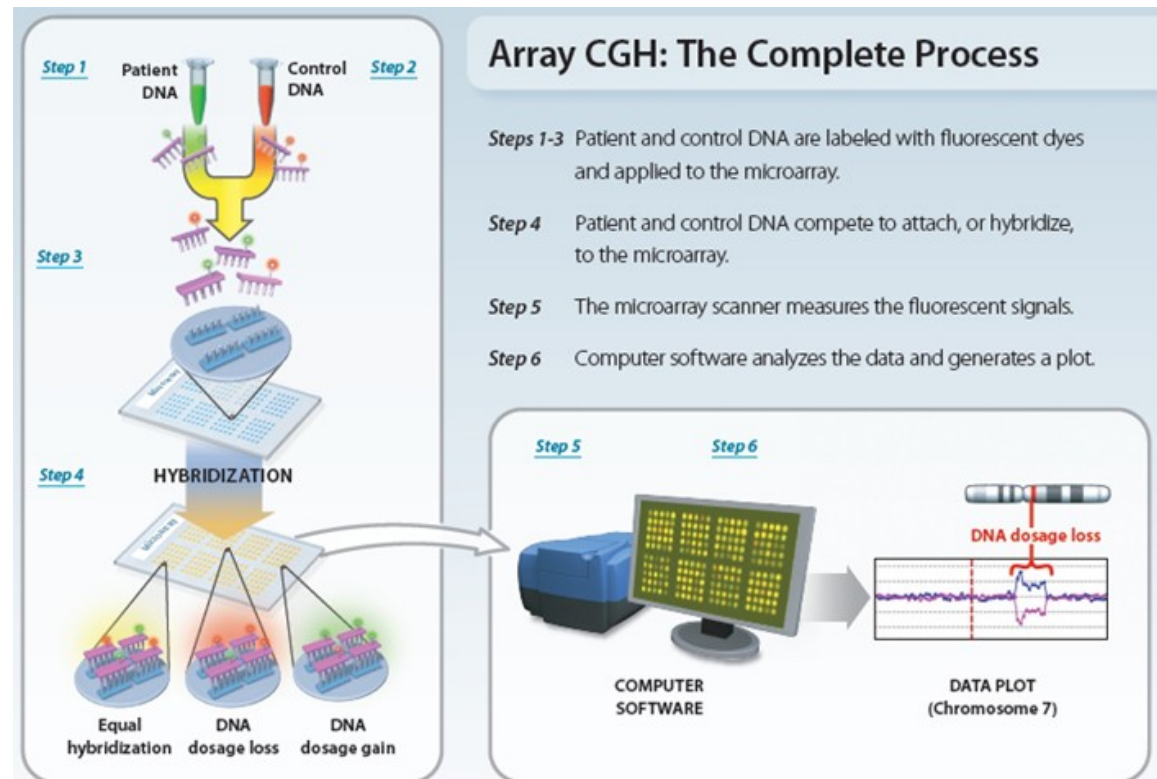 Array CGH: The Complete Process
Step 1
Patient
DNA
Control
DNA
Step 2
Step 3
Step 4
HYBRIDIZATION
Equal
hybridization
DNA
dosage loss
DNA
dosage gain
Steps 1-3 Patient and control DNA are labeled with fluorescent dyes
and applied to the microarray.
Step 4 Patient and control DNA compete to attach, or hybridize,
to the microarray.
Step 5 The microarray scanner measures the fluorescent signals.
Step 6 Computer software analyzes the data and generates a plot.
Step 5
Step 6
DNA dosage loss
COMPUTER
SOFTWARE
DATA PLOT
(Chromosome 7)